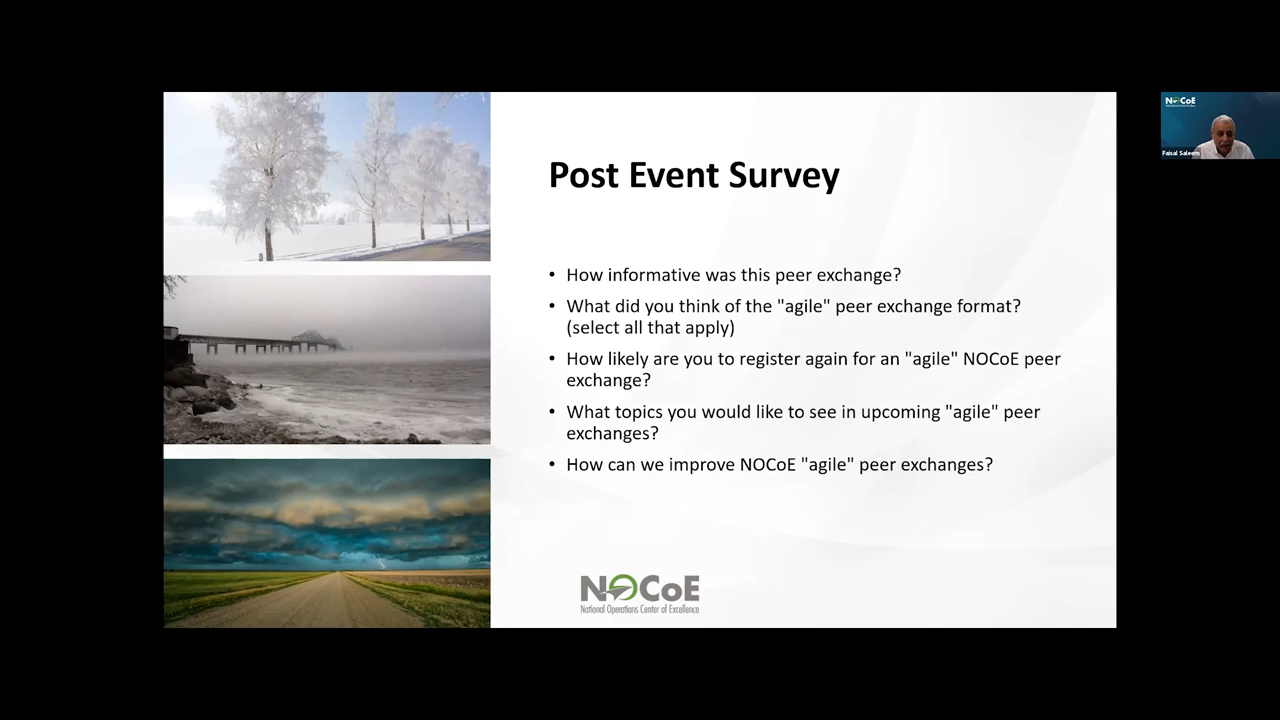 Post Event Survey
• How informative was this peer exchange?
• What did you think of the "agile" peer exchange format?
(select all that apply)
• How likely are you to register again for an "agile" NOCoE peer
exchange?
• What topics you would like to see in upcoming "agile" peer
exchanges?
• How can we improve NOCoE "agile" peer exchanges?
NOCoE
National Operations Center of Excellence
NOCoE
Faisal Saleem